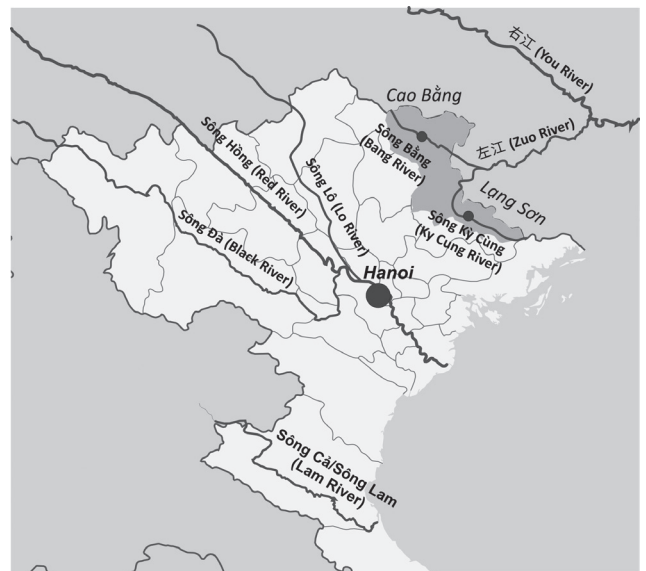 右江 (You River)
Cao Bằng
左江 (Zuo River)
Sông Bằng
(Bang River)
Sông Hồng (Red River)
Sông Lô (Lo River)
Lạng Sơn
Sông Kỳ Cùng
(Ky Cung River)
Sông Đà (Black River)
Hanoi
Sông Cả/Sông Lam
(Lam River)